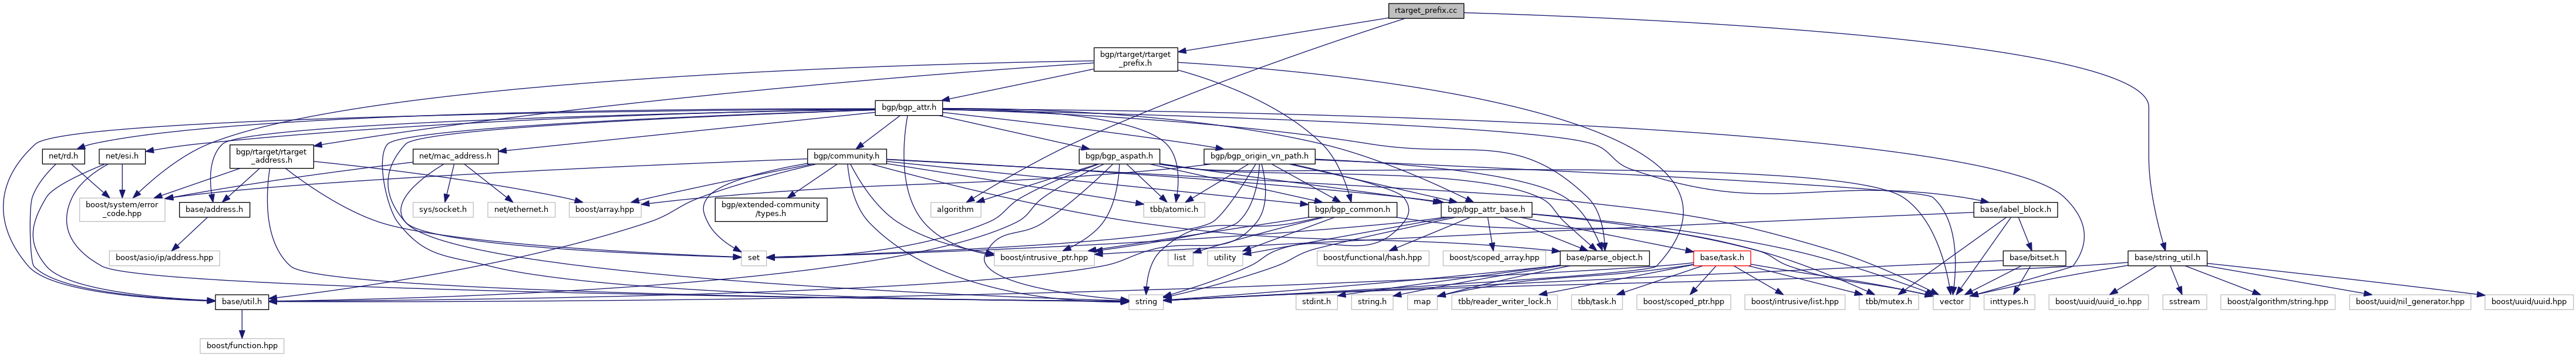 rtarget_prefix.cc
bgp/rtarget/rtarget
_prefix.h
bgp/bgp_attr.h
net/rd.h
net/esi.h
bgp/rtarget/rtarget
_address.h
net/mac_address.h
bgp/community.h
bgp/bgp_aspath.h
bgp/bgp_origin_vn_path.h
boost/system/error
_code.hpp
base/address.h
sys/socket.h
net/ethernet.h
boost/array.hpp
bgp/extended-community
/types.h
algorithm
tbb/atomic.h
bgp/bgp_common.h
bgp/bgp_attr_base.h
base/label_block.h
boost/asio/ip/address.hpp
set
boost/intrusive_ptr.hpp
list
utility
boost/functional/hash.hpp
boost/scoped_array.hpp
base/parse_object.h
base/task.h
base/bitset.h
base/string_util.h
base/util.h
string
stdint.h
string.h
map
tbb/reader_writer_lock.h
tbb/task.h
boost/scoped_ptr.hpp
boost/intrusive/list.hpp
tbb/mutex.h
vector
inttypes.h
boost/uuid/uuid_io.hpp
sstream
boost/algorithm/string.hpp
boost/uuid/nil_generator.hpp
boost/uuid/uuid.hpp
boost/function.hpp